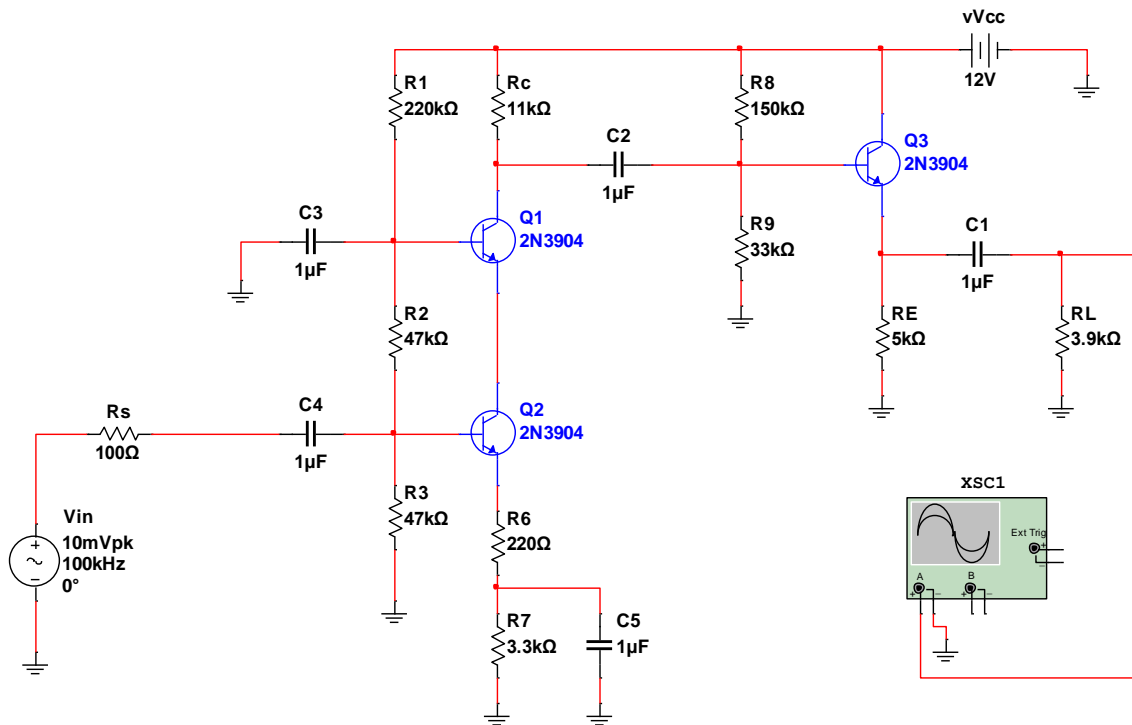 vVcc
12V
R1
220kΩ
Rc
11kΩ
R8
150kΩ
C2
1µF
Q3
2N3904
C3
1µF
Q1
2N3904
R9
33kΩ
C1
1µF
R2
47kΩ
RE
5kΩ
RL
3.9kΩ
Rs
100Ω
C4
1µF
Q2
2N3904
R3
47kΩ
R6
220Ω
Vin
10mVpk
100kHz
0°
R7
3.3kΩ
C5
1µF
XSC1
Ext Trig
+
−
A
B
+ −
+ −